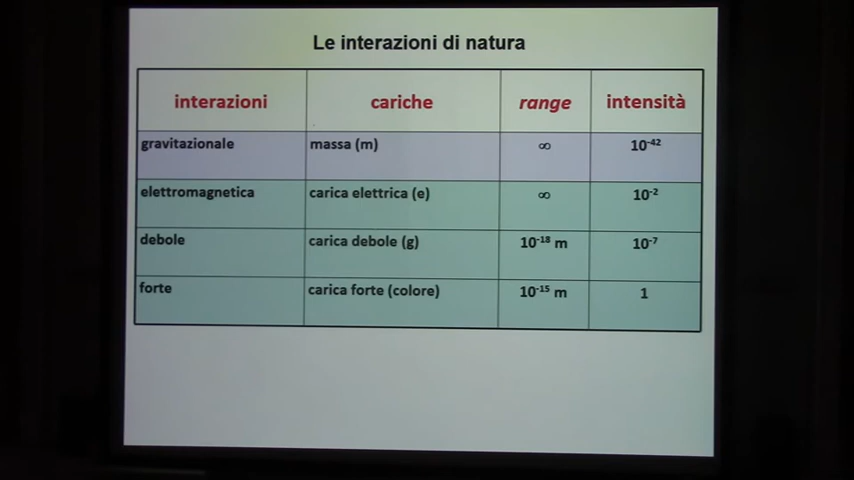 Le interazioni di natura
interazioni cariche range intensità
gravitazionale massa (m) ∞ 10⁻⁴²
elettromagnetica carica elettrica (e) ∞ 10⁻²
debole carica debole (g) 10⁻¹⁸ m 10⁻⁷
forte carica forte (colore) 10⁻¹⁵ m 1